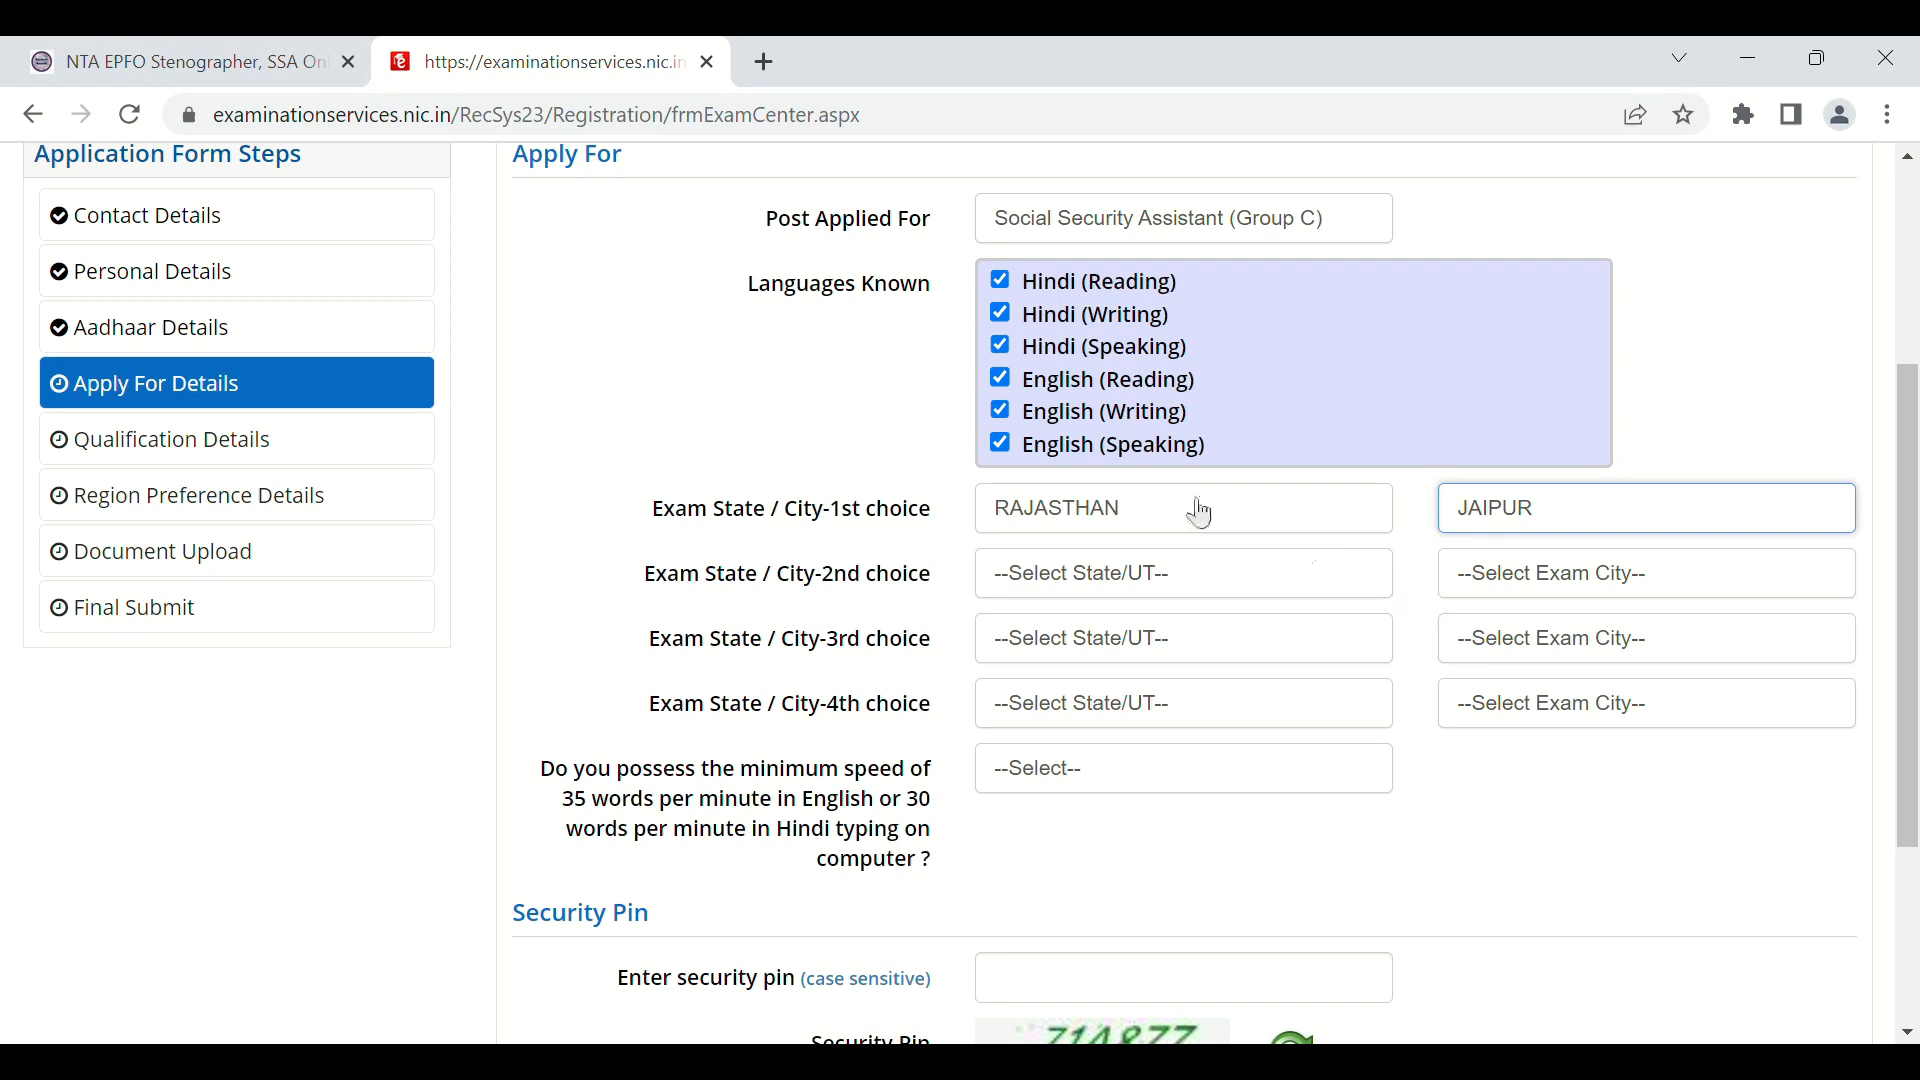 NTA EPFO Stenographer, SSA On
https://examinationservices.nic.in
examinationservices.nic.in/RecSys23/Registration/frmExamCenter.aspx
Application Form Steps
Contact Details
Personal Details
Aadhaar Details
Apply For Details
Qualification Details
Region Preference Details
Document Upload
Final Submit
Apply For
Post Applied For
Social Security Assistant (Group C)
Languages Known
Hindi (Reading)
Hindi (Writing)
Hindi (Speaking)
English (Reading)
English (Writing)
English (Speaking)
Exam State / City-1st choice
RAJASTHAN
JAIPUR
Exam State / City-2nd choice
--Select State/UT--
--Select Exam City--
Exam State / City-3rd choice
--Select State/UT--
--Select Exam City--
Exam State / City-4th choice
--Select State/UT--
--Select Exam City--
Do you possess the minimum speed of
35 words per minute in English or 30
words per minute in Hindi typing on
computer ?
--Select--
Security Pin
Enter security pin (case sensitive)
Security Pin